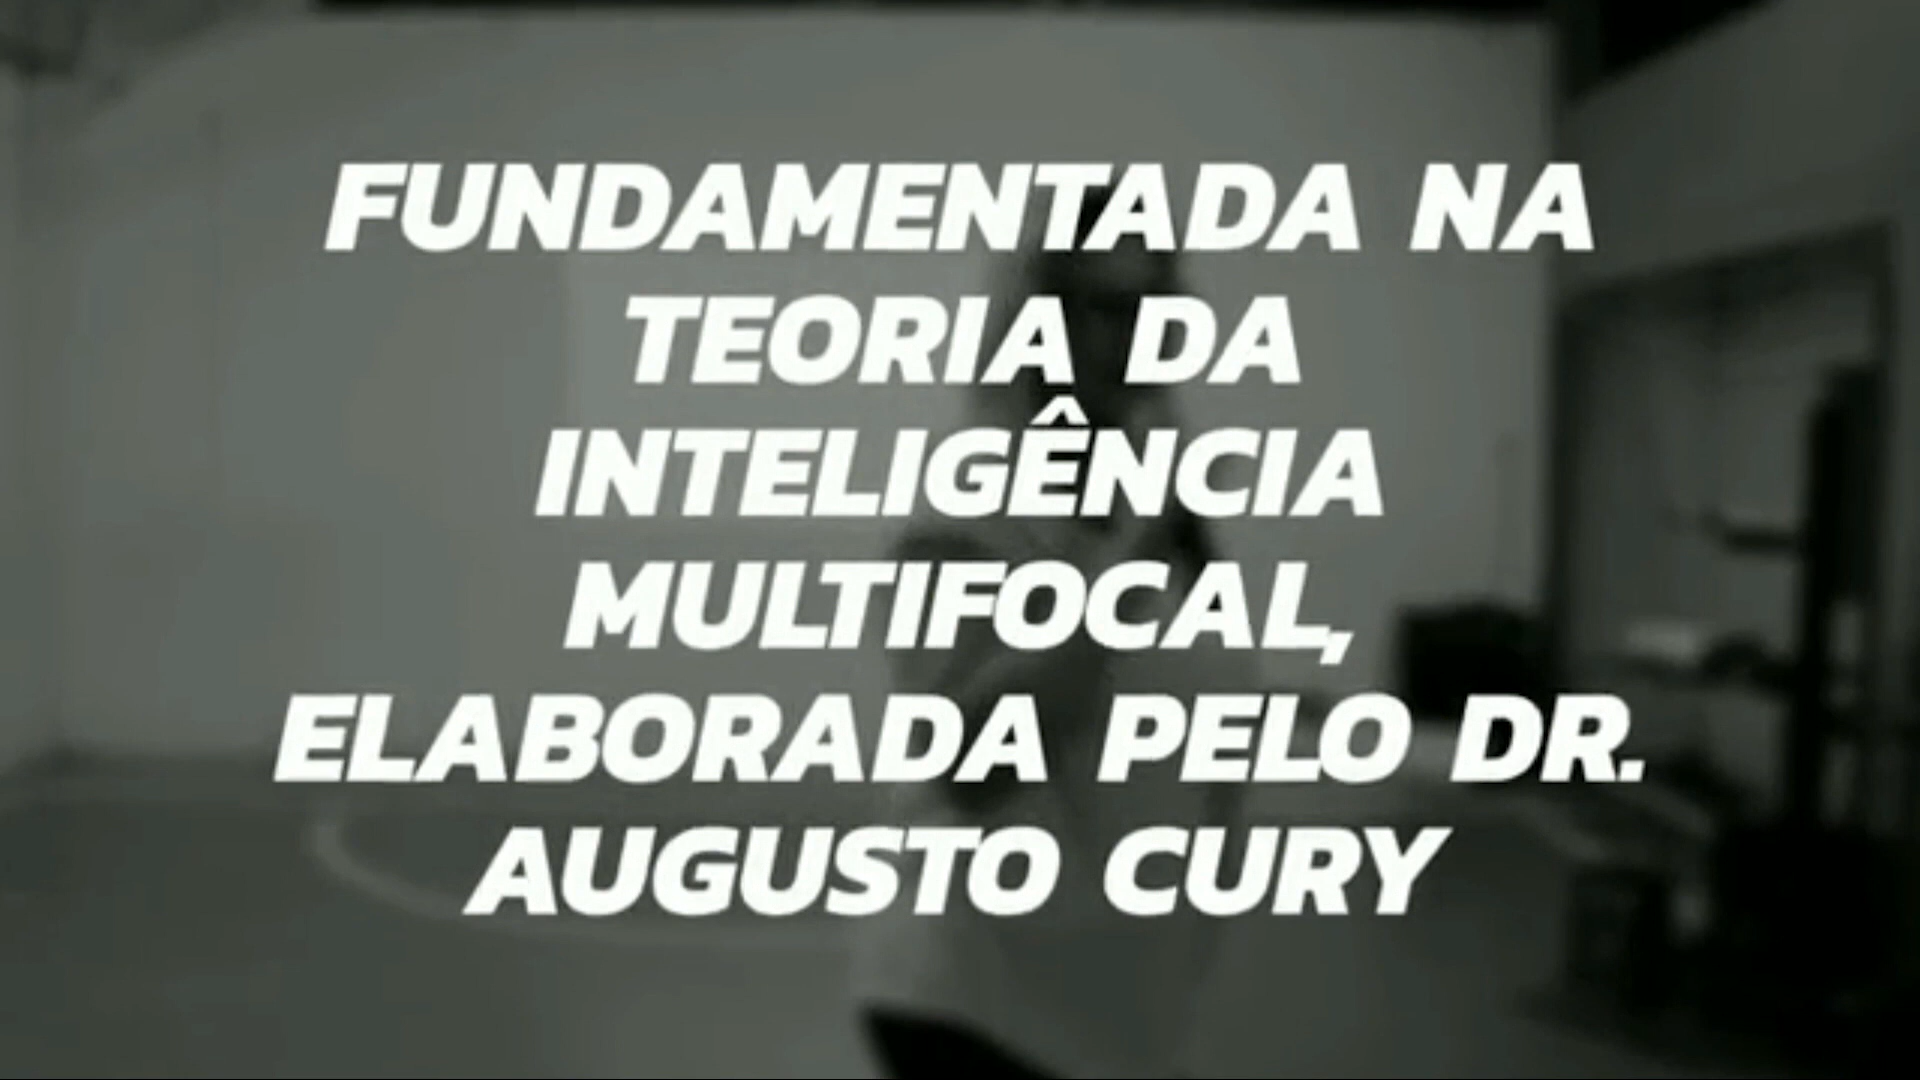 FUNDAMENTADA NA
TEORIA DA
INTELIGÊNCIA
MULTIFOCAL,
ELABORADA PELO DR.
AUGUSTO CURY